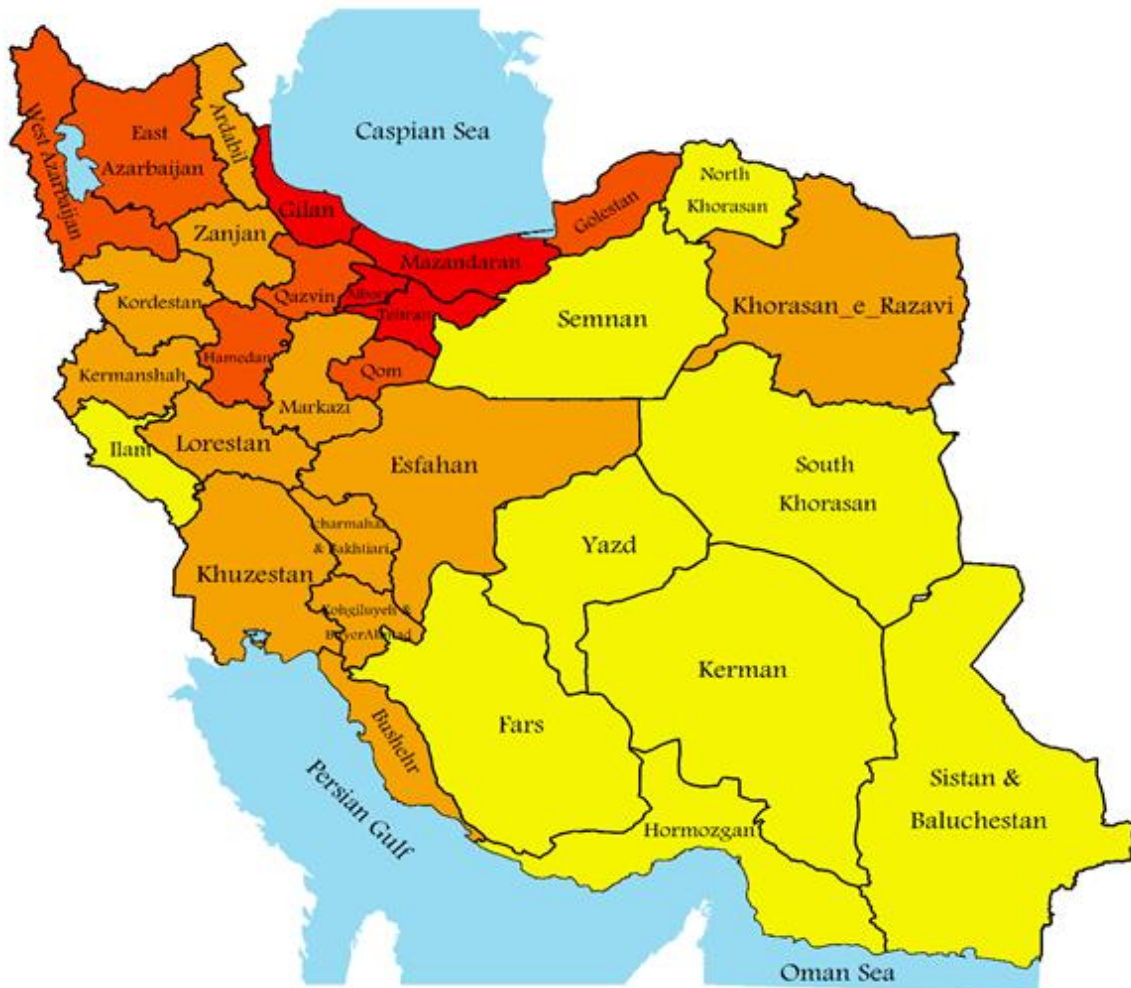 Caspian Sea
West Azarbaijan
East
Azarbaijan
Ardabil
Gilan
Zanjan
Mazandaran
Golestan
North
Khorasan
Qazvin
Alborz
Tehran
Kordestan
Semnan
Khorasan_e_Razavi
Hamedan
Kermanshah
Qom
Markazi
Ilam
Lorestan
Esfahan
South
Khorasan
charmahal
& Bakhtiari
Yazd
Khuzestan
Kohgiluyeh &
BoyerAhmad
Kerman
Fars
Bushehr
Sistan &
Baluchestan
Persian Gulf
Hormozgan
Oman Sea